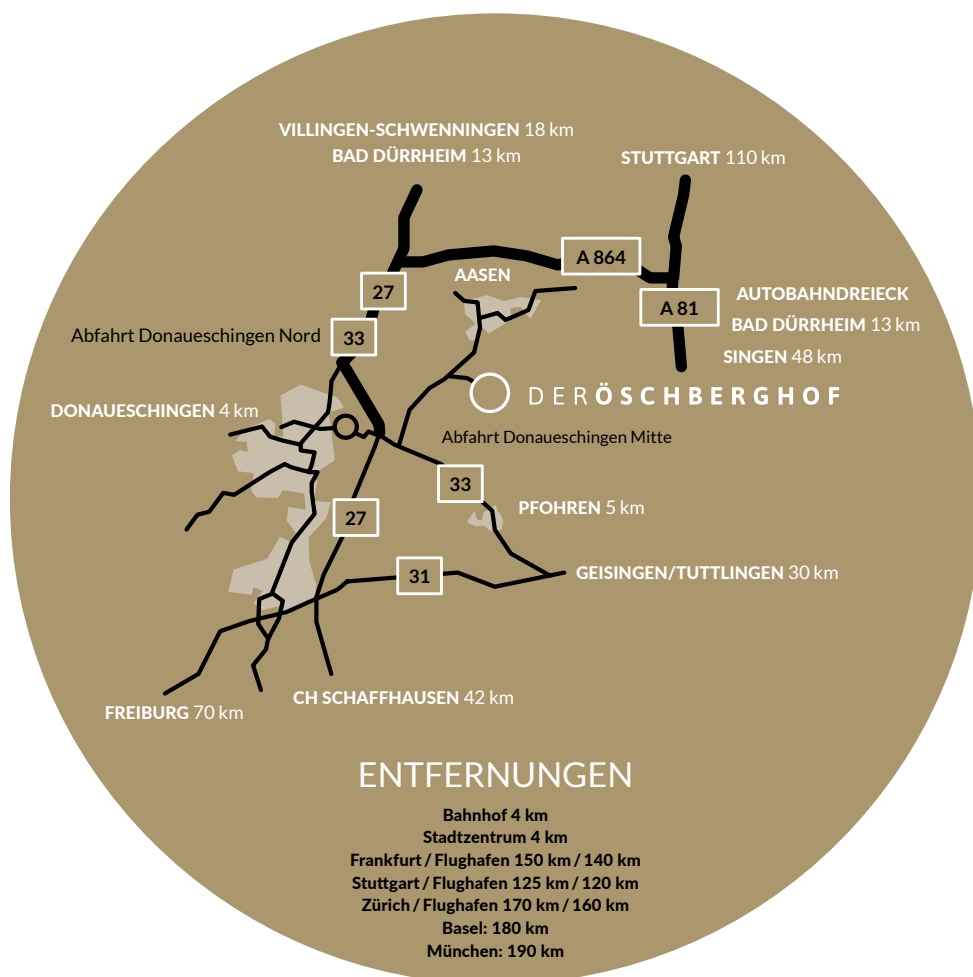 VILLINGEN-SCHWENNINGEN 18 km
BAD DÜRRHEIM 13 km
STUTTGART 110 km
A 864
AASEN
27
A 81
AUTOBAHNDREIECK
BAD DÜRRHEIM 13 km
SINGEN 48 km
Abfahrt Donaueschingen Nord
33
DERÖSCHBERGHOF
DONAUESCHINGEN 4 km
Abfahrt Donaueschingen Mitte
33
PFOHREN 5 km
27
31
GEISINGEN/TUTTLINGEN 30 km
CH SCHAFFHAUSEN 42 km
FREIBURG 70 km
ENTFERNUNGEN
Bahnhof 4 km
Stadtzentrum 4 km
Frankfurt / Flughafen 150 km / 140 km
Stuttgart / Flughafen 125 km / 120 km
Zürich / Flughafen 170 km / 160 km
Basel: 180 km
München: 190 km